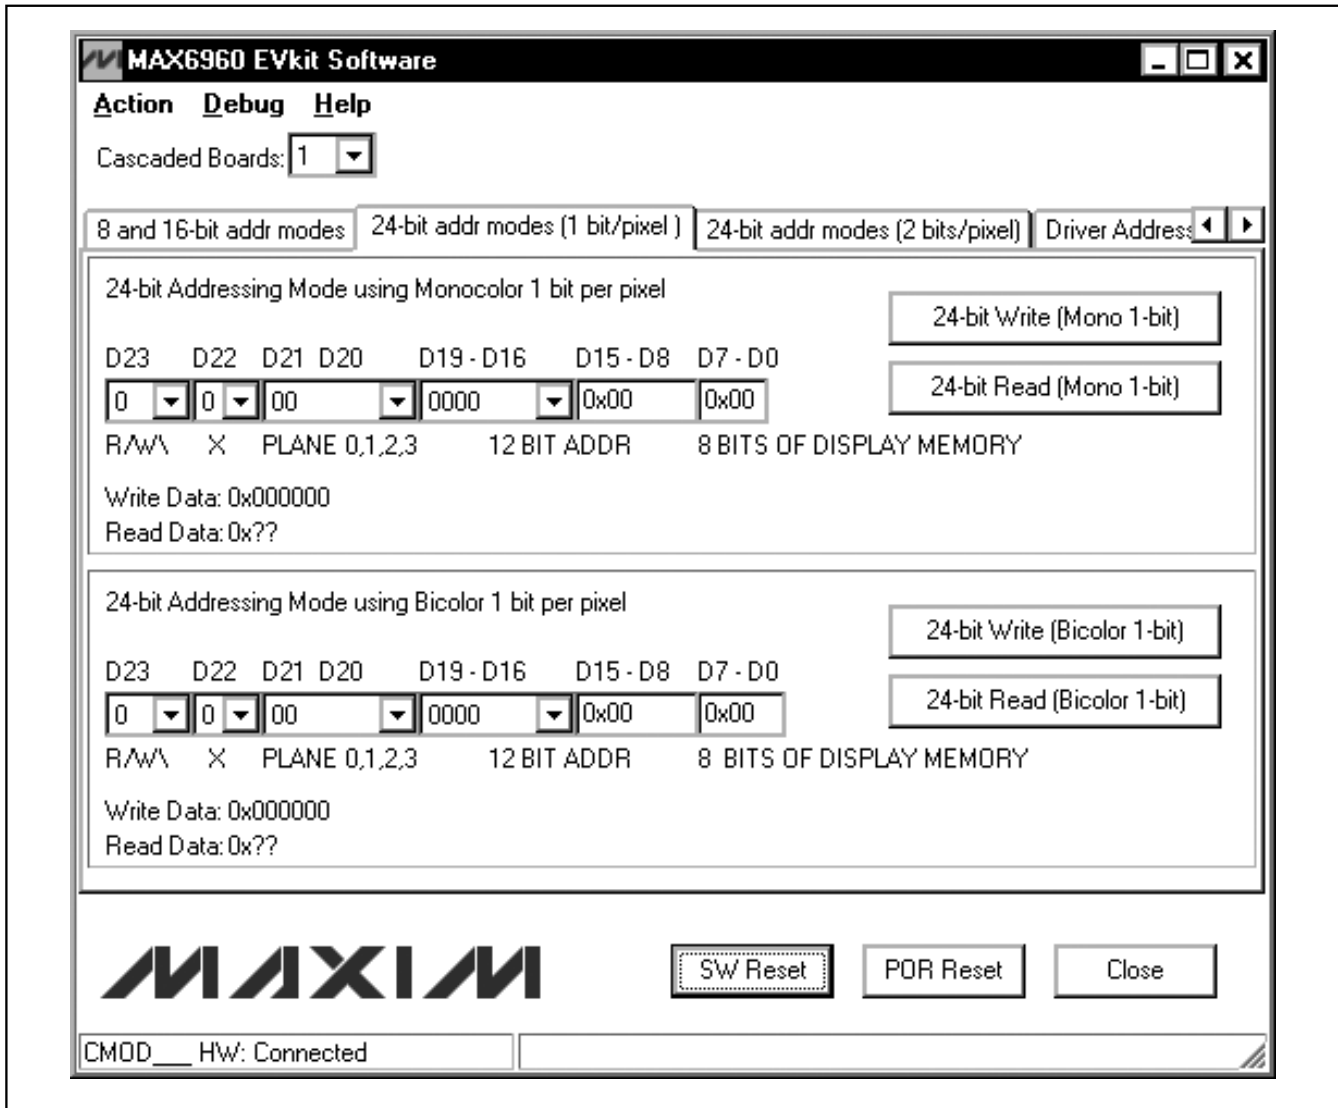 MAX6960 EVkit Software
Action Debug Help
Cascaded Boards: 1
8 and 16-bit addr modes 24-bit addr modes (1 bit/pixel ) 24-bit addr modes (2 bits/pixel) Driver Address
24-bit Addressing Mode using Monocolor 1 bit per pixel
24-bit Write (Mono 1-bit)
D23 D22 D21 D20 D19 - D16 D15 - D8 D7 - D0
24-bit Read (Mono 1-bit)
0 0 00 0000 0x00 0x00
R/W\ X PLANE 0,1,2,3 12 BIT ADDR 8 BITS OF DISPLAY MEMORY
Write Data: 0x000000
Read Data: 0x??
24-bit Addressing Mode using Bicolor 1 bit per pixel
24-bit Write (Bicolor 1-bit)
D23 D22 D21 D20 D19 - D16 D15 - D8 D7 - D0
24-bit Read (Bicolor 1-bit)
0 0 00 0000 0x00 0x00
R/W\ X PLANE 0,1,2,3 12 BIT ADDR 8 BITS OF DISPLAY MEMORY
Write Data: 0x000000
Read Data: 0x??
MAXIM SW Reset POR Reset Close
CMOD___ HW: Connected